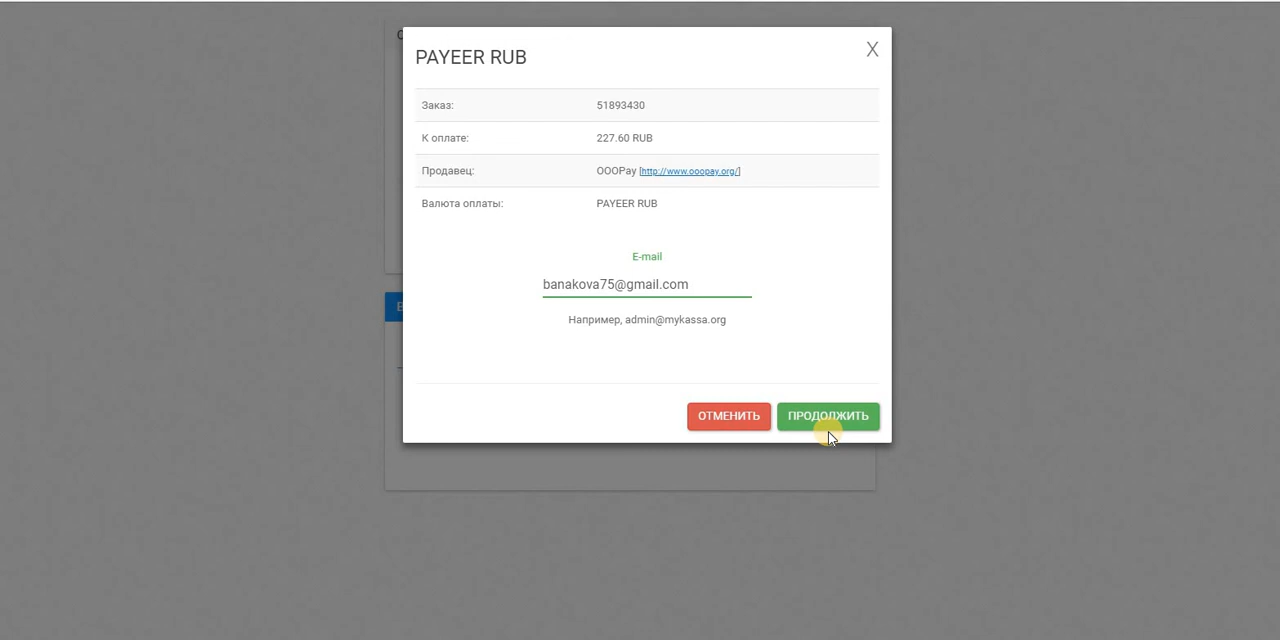 PAYEER RUB
X
Заказ: 51893430
К оплате: 227.60 RUB
Продавец: OOOPay [http://www.ooopay.org/]
Валюта оплаты: PAYEER RUB
E-mail
banakova75@gmail.com
Например, admin@mykassa.org
ОТМЕНИТЬ ПРОДОЛЖИТЬ